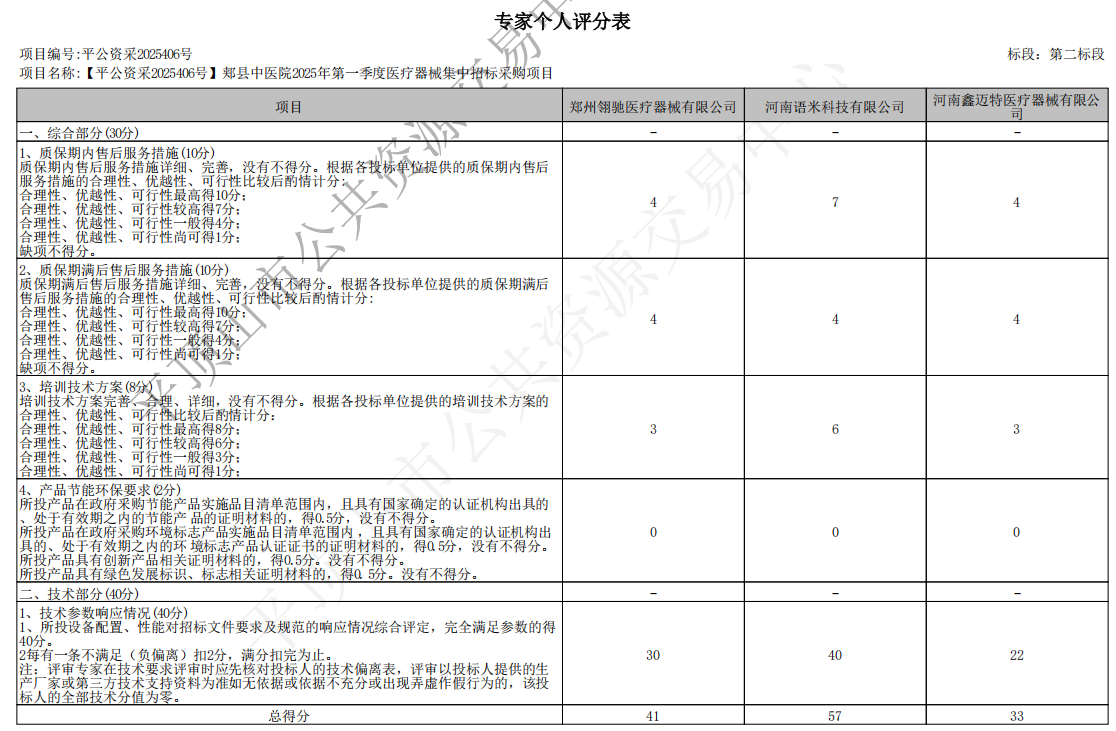 专家个人评分表
项目编号:平公资采2025406号
标段：第二标段
项目名称:【平公资采2025406号】郏县中医院2025年第一季度医疗器械集中招标采购项目
项目 郑州翎驰医疗器械有限公司 河南语米科技有限公司 河南鑫迈特医疗器械有限公
司
一、综合部分(30分) - - -
1、质保期内售后服务措施(10分)
质保期内售后服务措施详细、完善，没有不得分。根据各投标单位提供的质保期内售后
服务措施的合理性、优越性、可行性比较后酌情计分:
合理性、优越性、可行性最高得10分；
合理性、优越性、可行性较高得7分；
合理性、优越性、可行性一般得4分；
合理性、优越性、可行性尚可得1分；
缺项不得分。
4 7 4
2、质保期满后售后服务措施(10分)
质保期满后售后服务措施详细、完善，没有不得分。根据各投标单位提供的质保期满后
售后服务措施的合理性、优越性、可行性比较后酌情计分:
合理性、优越性、可行性最高得10分；
合理性、优越性、可行性较高得7分；
合理性、优越性、可行性一般得4分；
合理性、优越性、可行性尚可得1分；
缺项不得分。
4 4 4
3、培训技术方案(8分)
培训技术方案完善、合理、详细，没有不得分。根据各投标单位提供的培训技术方案的
合理性、优越性、可行性比较后酌情计分：
合理性、优越性、可行性最高得8分；
合理性、优越性、可行性较高得6分；
合理性、优越性、可行性一般得3分；
合理性、优越性、可行性尚可得1分；
3 6 3
4、产品节能环保要求(2分)
所投产品在政府采购节能产品实施品目清单范围内，且具有国家确定的认证机构出具的
、处于有效期之内的节能产 品的证明材料的，得0.5分，没有不得分。
所投产品在政府采购环境标志产品实施品目清单范围内 ，且具有国家确定的认证机构出
具的、处于有效期之内的环 境标志产品认证证书的证明材料的，得0.5分，没有不得分。
所投产品具有创新产品相关证明材料的，得0.5分。没有不得分。
所投产品具有绿色发展标识、标志相关证明材料的，得0.5分。没有不得分。
0 0 0
二、技术部分(40分) - - -
1、技术参数响应情况(40分)
1、所投设备配置、性能对招标文件要求及规范的响应情况综合评定，完全满足参数的得
40分。
2每有一条不满足（负偏离）扣2分，满分扣完为止。
注：评审专家在技术要求评审时应先核对投标人的技术偏离表，评审以投标人提供的生
产厂家或第三方技术支持资料为准如无依据或依据不充分或出现弄虚作假行为的，该投
标人的全部技术分值为零。
30 40 22
总得分 41 57 33
平顶山市公共资源交易中心
平顶山市公共资源交易中心